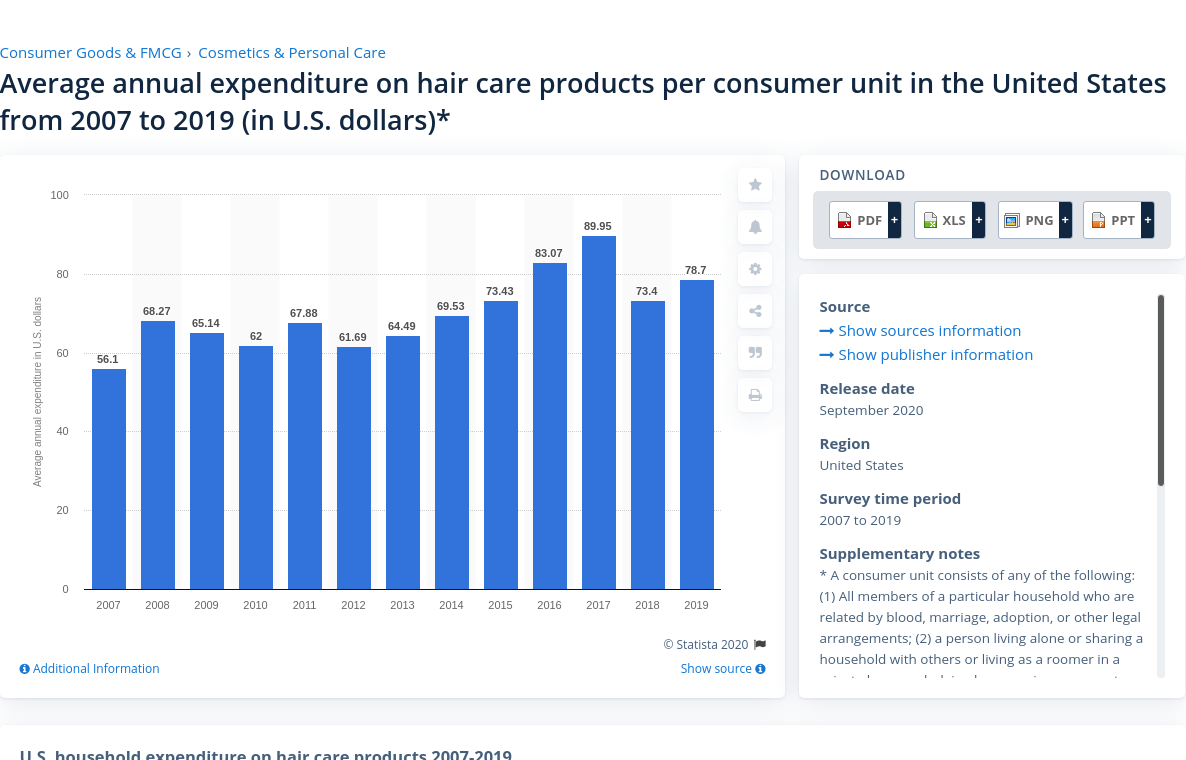 Consumer Goods & FMCG › Cosmetics & Personal Care
Average annual expenditure on hair care products per consumer unit in the United States
from 2007 to 2019 (in U.S. dollars)*
Average annual expenditure in U.S. dollars
100
80
60
40
20
0
56.1
68.27
65.14
62
67.88
61.69
64.49
69.53
73.43
83.07
89.95
73.4
78.7
2007 2008 2009 2010 2011 2012 2013 2014 2015 2016 2017 2018 2019
© Statista 2020
Additional Information
Show source
DOWNLOAD
PDF + XLS + PNG + PPT +
Source
Show sources information
Show publisher information
Release date
September 2020
Region
United States
Survey time period
2007 to 2019
Supplementary notes
* A consumer unit consists of any of the following:
(1) All members of a particular household who are
related by blood, marriage, adoption, or other legal
arrangements; (2) a person living alone or sharing a
household with others or living as a roomer in a
U.S. household expenditure on hair care products 2007-2019